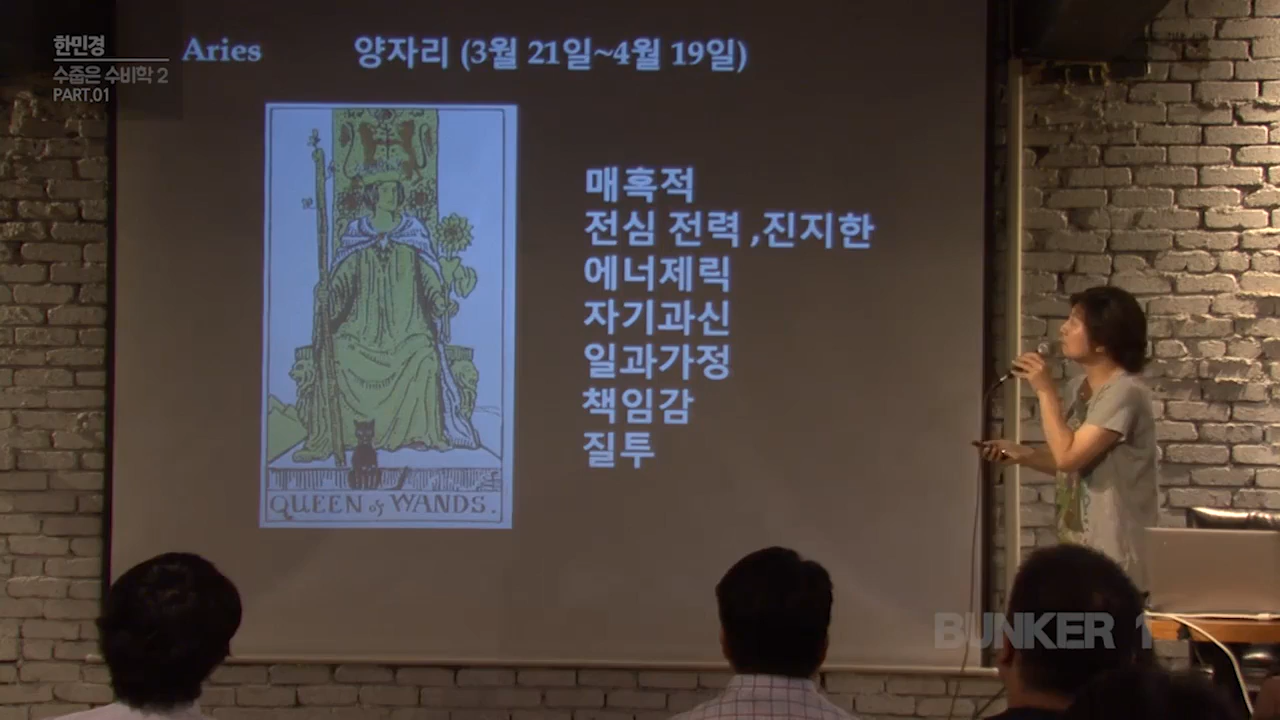 한민경
수줍은 수비학 2
PART.01
Aries 양자리 (3월 21일~4월 19일)
매혹적
전심 전력 ,진지한
에너제릭
자기과신
일과가정
책임감
질투
QUEEN of WANDS.
BUNKER 1